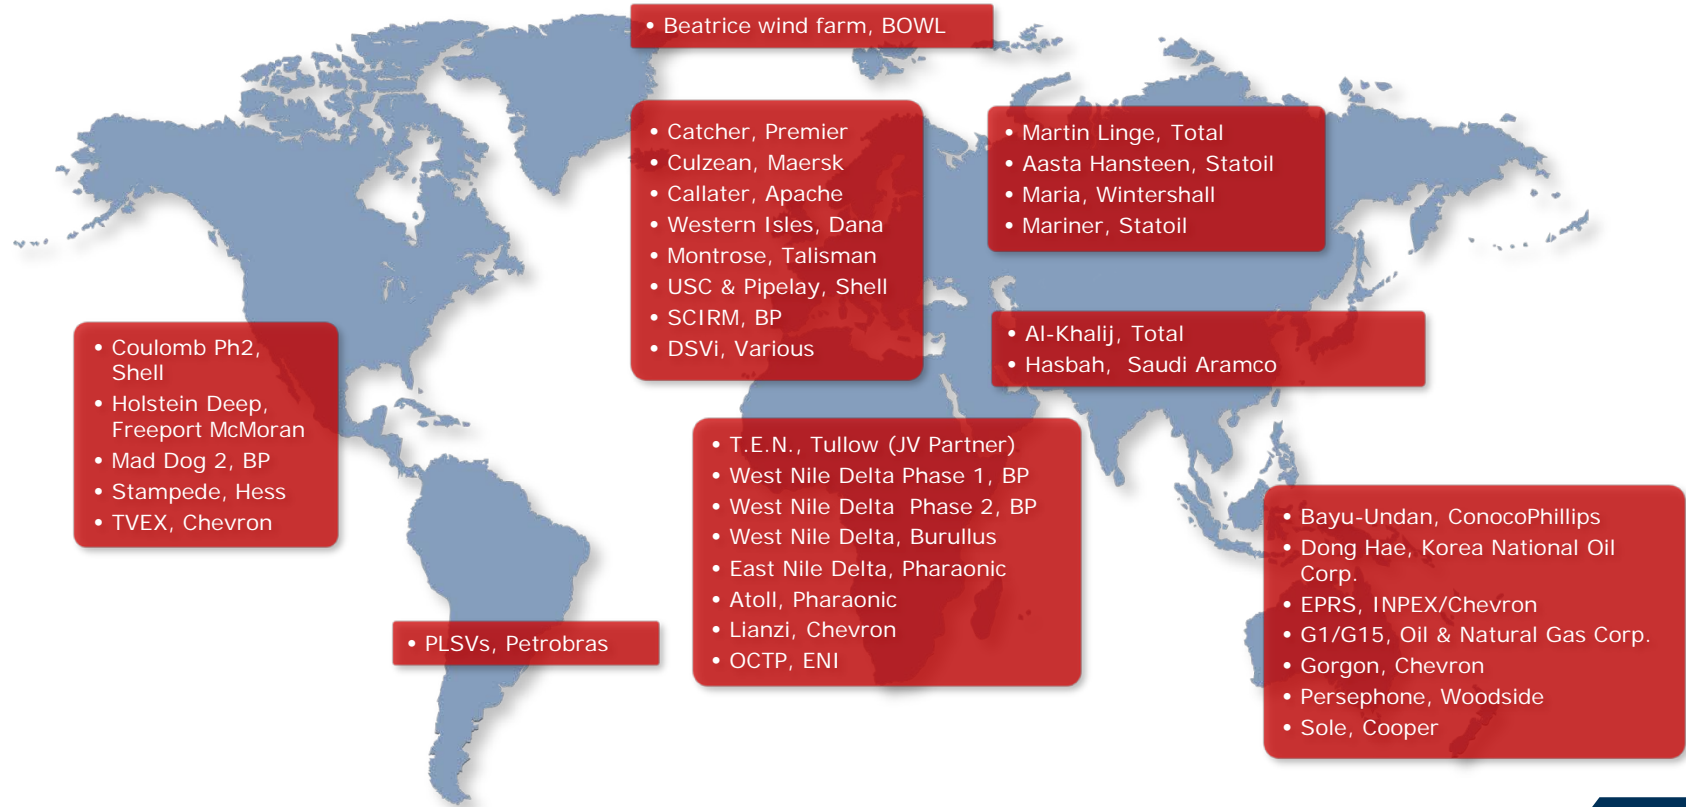 • Beatrice wind farm, BOWL
• Catcher, Premier
• Culzean, Maersk
• Callater, Apache
• Western Isles, Dana
• Montrose, Talisman
• USC & Pipelay, Shell
• SCIRM, BP
• DSVi, Various
• Martin Linge, Total
• Aasta Hansteen, Statoil
• Maria, Wintershall
• Mariner, Statoil
• Al-Khalij, Total
• Hasbah, Saudi Aramco
• Coulomb Ph2,
Shell
• Holstein Deep,
Freeport McMoran
• Mad Dog 2, BP
• Stampede, Hess
• TVEX, Chevron
• T.E.N., Tullow (JV Partner)
• West Nile Delta Phase 1, BP
• West Nile Delta Phase 2, BP
• West Nile Delta, Burullus
• East Nile Delta, Pharaonic
• Atoll, Pharaonic
• Lianzi, Chevron
• OCTP, ENI
• PLSVs, Petrobras
• Bayu-Undan, ConocoPhillips
• Dong Hae, Korea National Oil
Corp.
• EPRS, INPEX/Chevron
• G1/G15, Oil & Natural Gas Corp.
• Gorgon, Chevron
• Persephone, Woodside
• Sole, Cooper